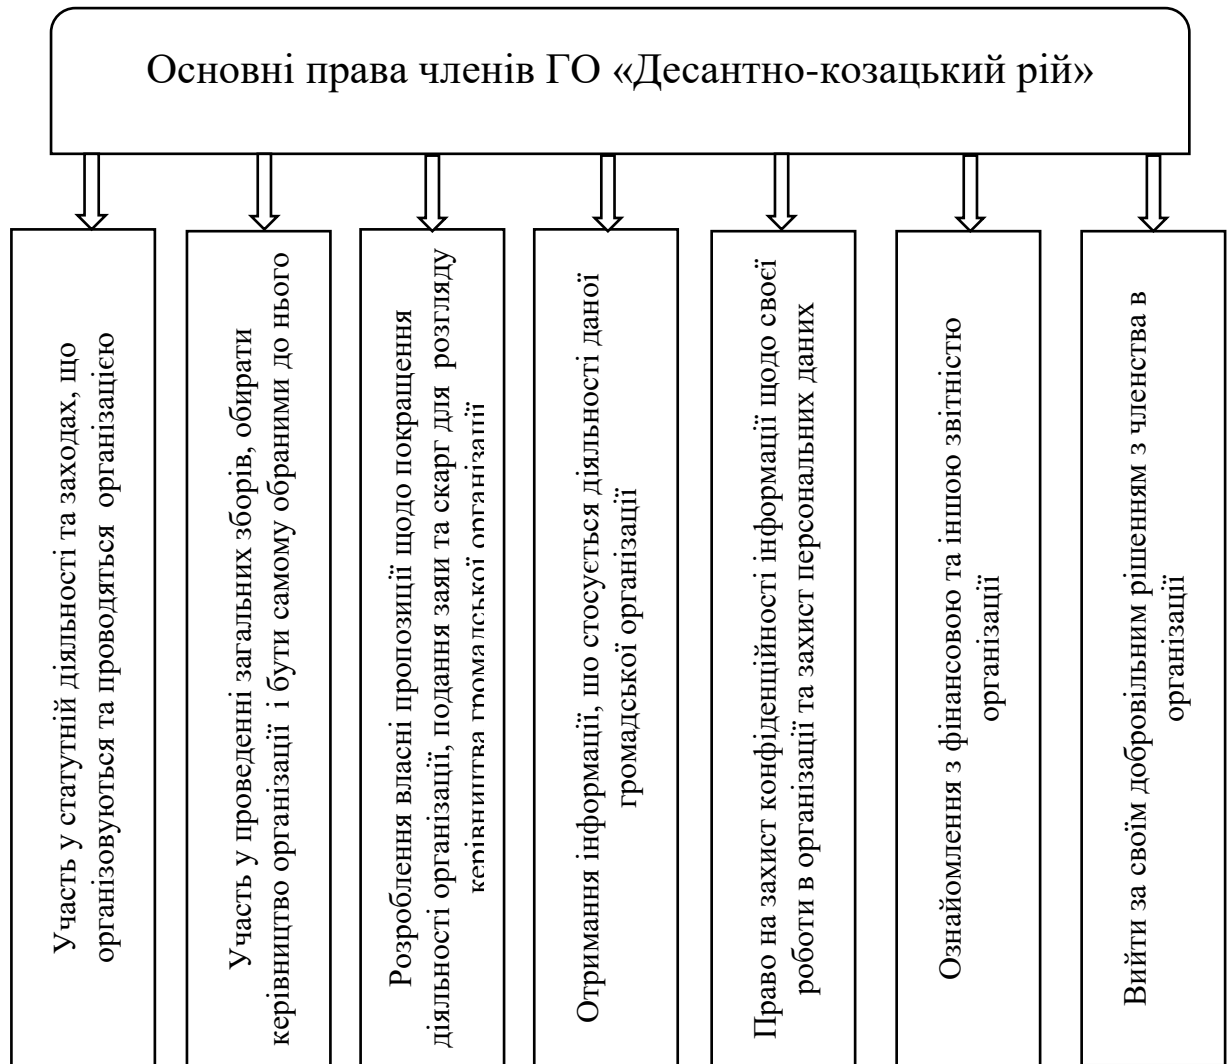 Основні права членів ГО «Десантно-козацький рій»
Участь у статутній діяльності та заходах, що
організовуються та проводяться організацією
Участь у проведенні загальних зборів, обирати
керівництво організації і бути самому обраними до нього
Розроблення власні пропозиції щодо покращення
діяльності організації, подання заяи та скарг для розгляду
керівництва громадської організації
Отримання інформації, шо стосується діяльності даної
громадської організації
Право на захист конфіденційності інформації щодо своєї
роботи в організації та захист персональних даних
Ознайомлення з фінансовою та іншою звітністю
організації
Вийти за своїм добровільним рішенням з членства в
організації